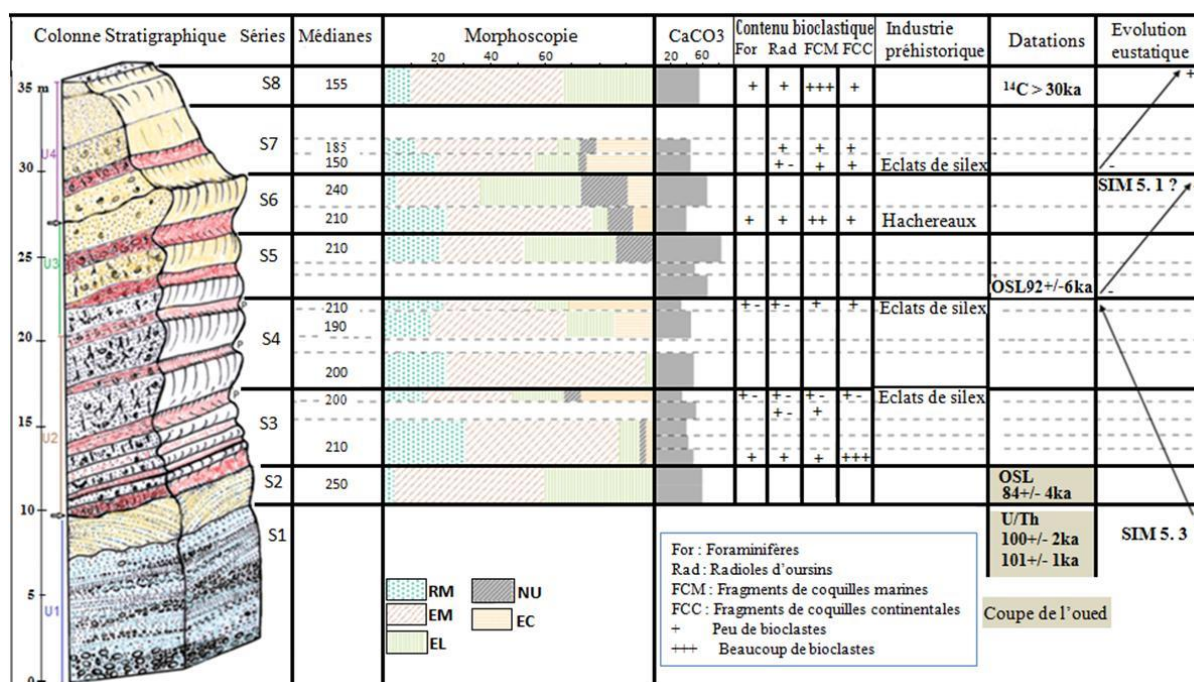 Colonne Stratigraphique Séries Médianes Morphoscopie CaCO3 Contenu bioclastique Industrie préhistorique Datations Evolution eustatique
For Rad FCM FCC
20 40 60 20 60
35 m S8 155 + + +++ + ¹⁴C > 30ka +
U4 S7 185 + + +
30 150 + - + + Eclats de silex -
S6 240 SIM 5. 1 ?
210 + + ++ + Hachereaux
25 U3 S5 210
OSL92+/-6ka -
210 + - + - + + Eclats de silex
20 S4 190
200
200 + - + - + - + - Eclats de silex
15 U2 S3 + - +
210 + + + +++
S2 250 OSL
84+/- 4ka
10 S1 U/Th
100+/- 2ka SIM 5. 3
101+/- 1ka
5 U1
0
RM NU
EM EC
EL
For : Foraminifères
Rad : Radioles d'oursins
FCM : Fragments de coquilles marines
FCC : Fragments de coquilles continentales
+ Peu de bioclastes
+++ Beaucoup de bioclastes
Coupe de l'oued